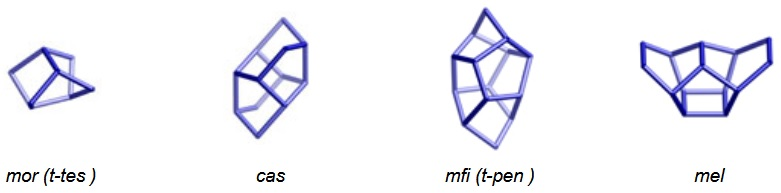 mor (t-tes ) cas mfi (t-pen ) mel